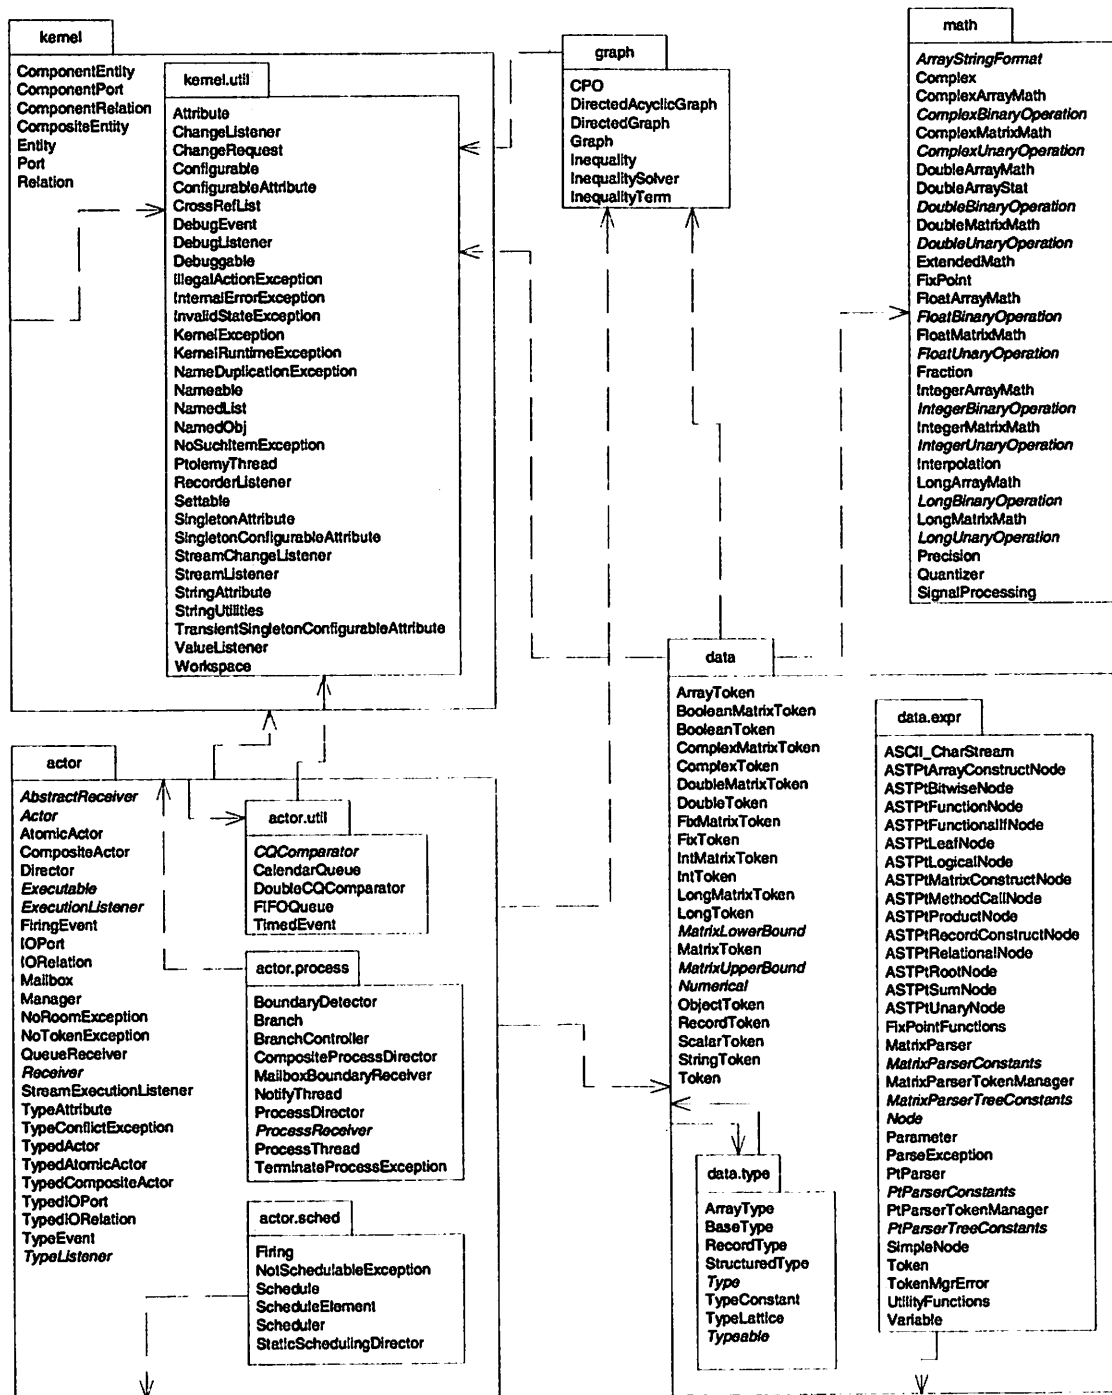 kernel
ComponentEntity
ComponentPort
ComponentRelation
CompositeEntity
Entity
Port
Relation
kernel.util
Attribute
ChangeListener
ChangeRequest
Configurable
ConfigurableAttribute
CrossRefList
DebugEvent
DebugListener
Debuggable
IllegalActionException
InternalErrorException
InvalidStateException
KernelException
KernelRuntimeException
NameDuplicationException
Nameable
NamedList
NamedObj
NoSuchItemException
PtolemyThread
RecorderListener
Settable
SingletonAttribute
SingletonConfigurableAttribute
StreamChangeListener
StreamListener
StringAttribute
StringUtilities
TransientSingletonConfigurableAttribute
ValueListener
Workspace
graph
CPO
DirectedAcyclicGraph
DirectedGraph
Graph
Inequality
InequalitySolver
InequalityTerm
math
ArrayStringFormat
Complex
ComplexArrayMath
ComplexBinaryOperation
ComplexMatrixMath
ComplexUnaryOperation
DoubleArrayMath
DoubleArrayStat
DoubleBinaryOperation
DoubleMatrixMath
DoubleUnaryOperation
ExtendedMath
FixPoint
FloatArrayMath
FloatBinaryOperation
FloatMatrixMath
FloatUnaryOperation
Fraction
IntegerArrayMath
IntegerBinaryOperation
IntegerMatrixMath
IntegerUnaryOperation
Interpolation
LongArrayMath
LongBinaryOperation
LongMatrixMath
LongUnaryOperation
Precision
Quantizer
SignalProcessing
actor
AbstractReceiver
Actor
AtomicActor
CompositeActor
Director
Executable
ExecutionListener
FiringEvent
IOPort
IORelation
Mailbox
Manager
NoRoomException
NoTokenException
QueueReceiver
Receiver
StreamExecutionListener
TypeAttribute
TypeConflictException
TypedActor
TypedAtomicActor
TypedCompositeActor
TypedIOPort
TypedIORelation
TypeEvent
TypeListener
actor.util
CQComparator
CalendarQueue
DoubleCQComparator
FIFOQueue
TimedEvent
actor.process
BoundaryDetector
Branch
BranchController
CompositeProcessDirector
MailboxBoundaryReceiver
NotifyThread
ProcessDirector
ProcessReceiver
ProcessThread
TerminateProcessException
actor.sched
Firing
NotSchedulableException
Schedule
ScheduleElement
Scheduler
StaticSchedulingDirector
data
ArrayToken
BooleanMatrixToken
BooleanToken
ComplexMatrixToken
ComplexToken
DoubleMatrixToken
DoubleToken
FixMatrixToken
FixToken
IntMatrixToken
IntToken
LongMatrixToken
LongToken
MatrixLowerBound
MatrixToken
MatrixUpperBound
Numerical
ObjectToken
RecordToken
ScalarToken
StringToken
Token
data.type
ArrayType
BaseType
RecordType
StructuredType
Type
TypeConstant
TypeLattice
Typeable
data.expr
ASCII_CharStream
ASTPtArrayConstructNode
ASTPtBitwiseNode
ASTPtFunctionNode
ASTPtFunctionalIfNode
ASTPtLeafNode
ASTPtLogicalNode
ASTPtMatrixConstructNode
ASTPtMethodCallNode
ASTPtProductNode
ASTPtRecordConstructNode
ASTPtRelationalNode
ASTPtRootNode
ASTPtSumNode
ASTPtUnaryNode
FixPointFunctions
MatrixParser
MatrixParserConstants
MatrixParserTokenManager
MatrixParserTreeConstants
Node
Parameter
ParseException
PtParser
PtParserConstants
PtParserTokenManager
PtParserTreeConstants
SimpleNode
Token
TokenMgrError
UtilityFunctions
Variable